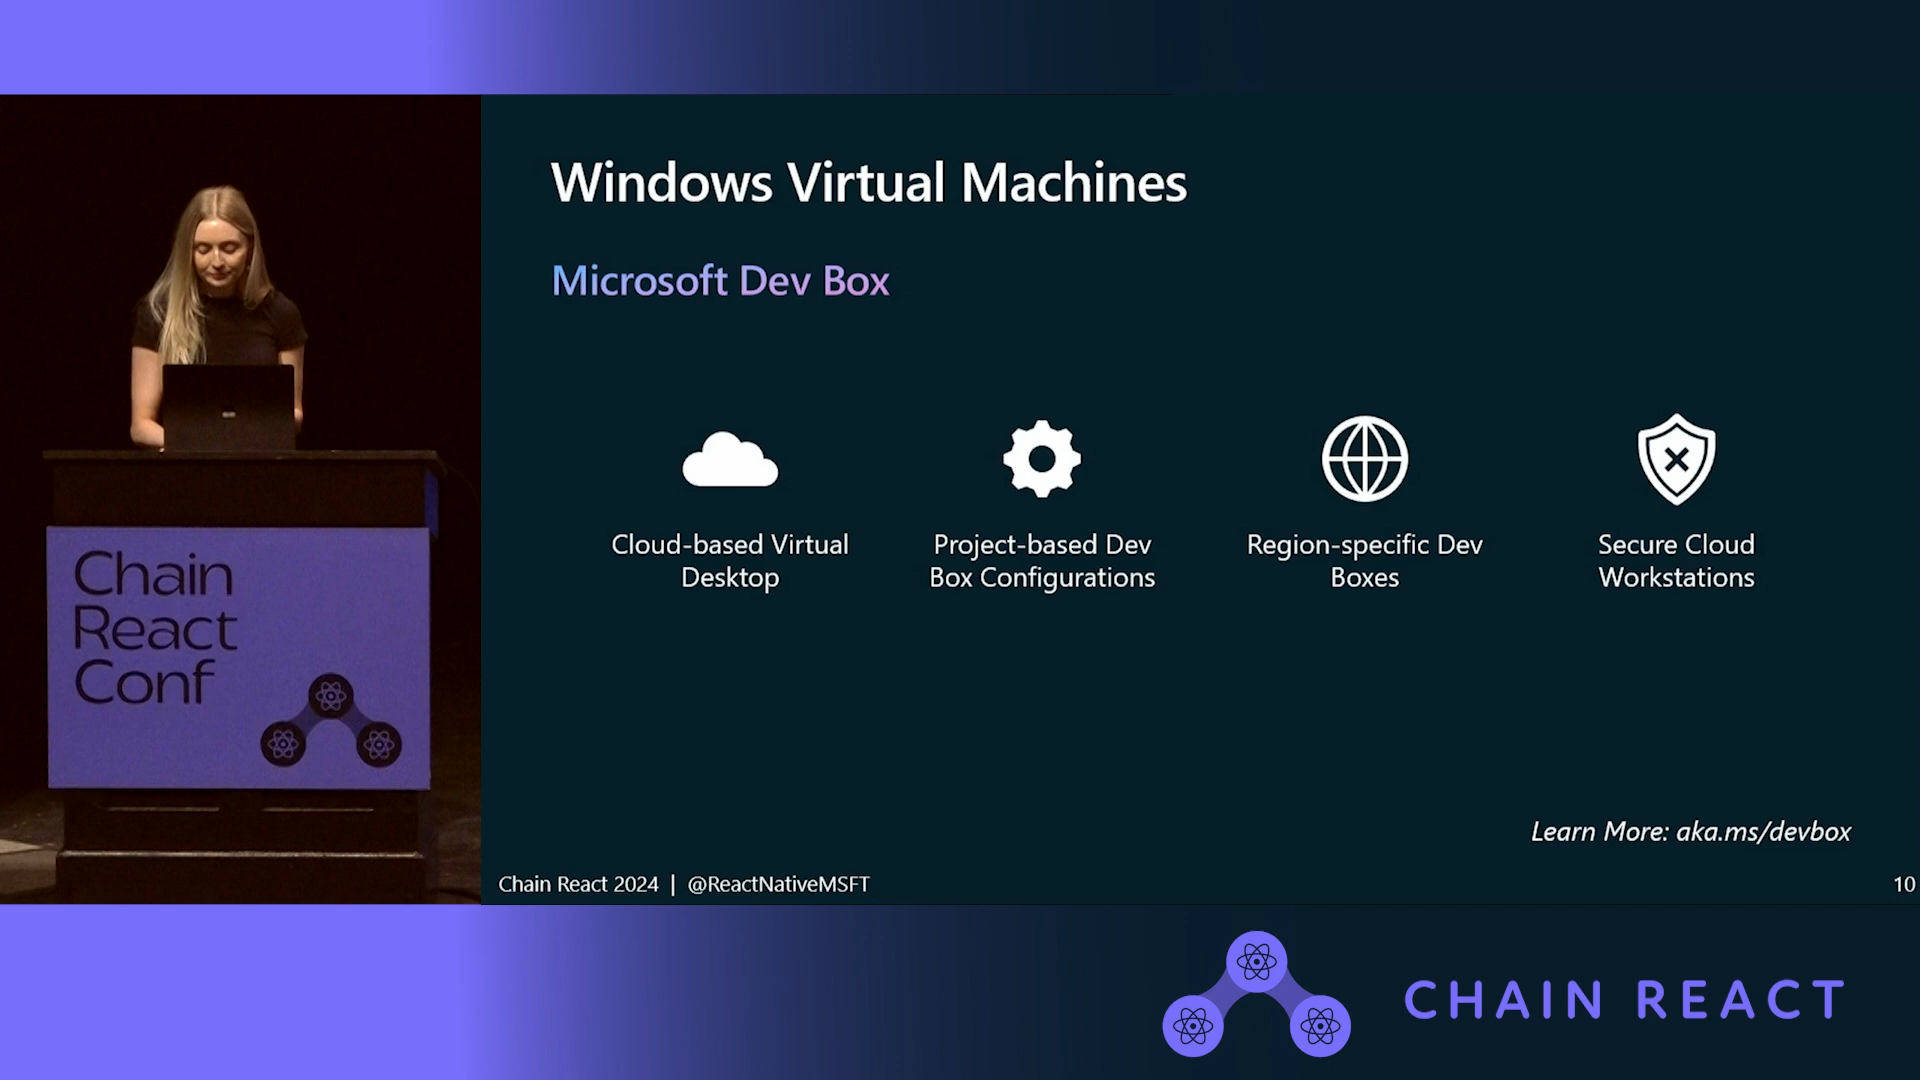 Windows Virtual Machines
Microsoft Dev Box
Cloud-based Virtual
Desktop
Project-based Dev
Box Configurations
Region-specific Dev
Boxes
Secure Cloud
Workstations
Learn More: aka.ms/devbox
Chain React 2024 | @ReactNativeMSFT
10
Chain
React
Conf
CHAIN REACT